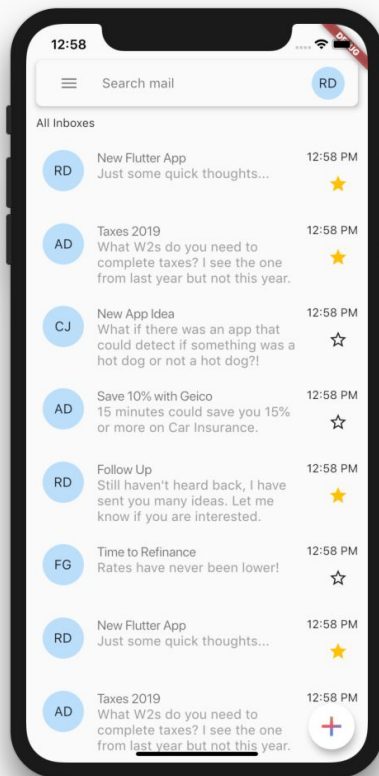 12:58
DEBUG
Search mail
RD
All Inboxes
RD
New Flutter App
12:58 PM
Just some quick thoughts...
AD
Taxes 2019
12:58 PM
What W2s do you need to
complete taxes? I see the one
from last year but not this year.
CJ
New App Idea
12:58 PM
What if there was an app that
could detect if something was a
hot dog or not a hot dog?!
AD
Save 10% with Geico
12:58 PM
15 minutes could save you 15%
or more on Car Insurance.
RD
Follow Up
12:58 PM
Still haven't heard back, I have
sent you many ideas. Let me
know if you are interested.
FG
Time to Refinance
12:58 PM
Rates have never been lower!
RD
New Flutter App
12:58 PM
Just some quick thoughts...
AD
Taxes 2019
12:58 PM
What W2s do you need to
complete taxes? I see the one
from last year but not this year.